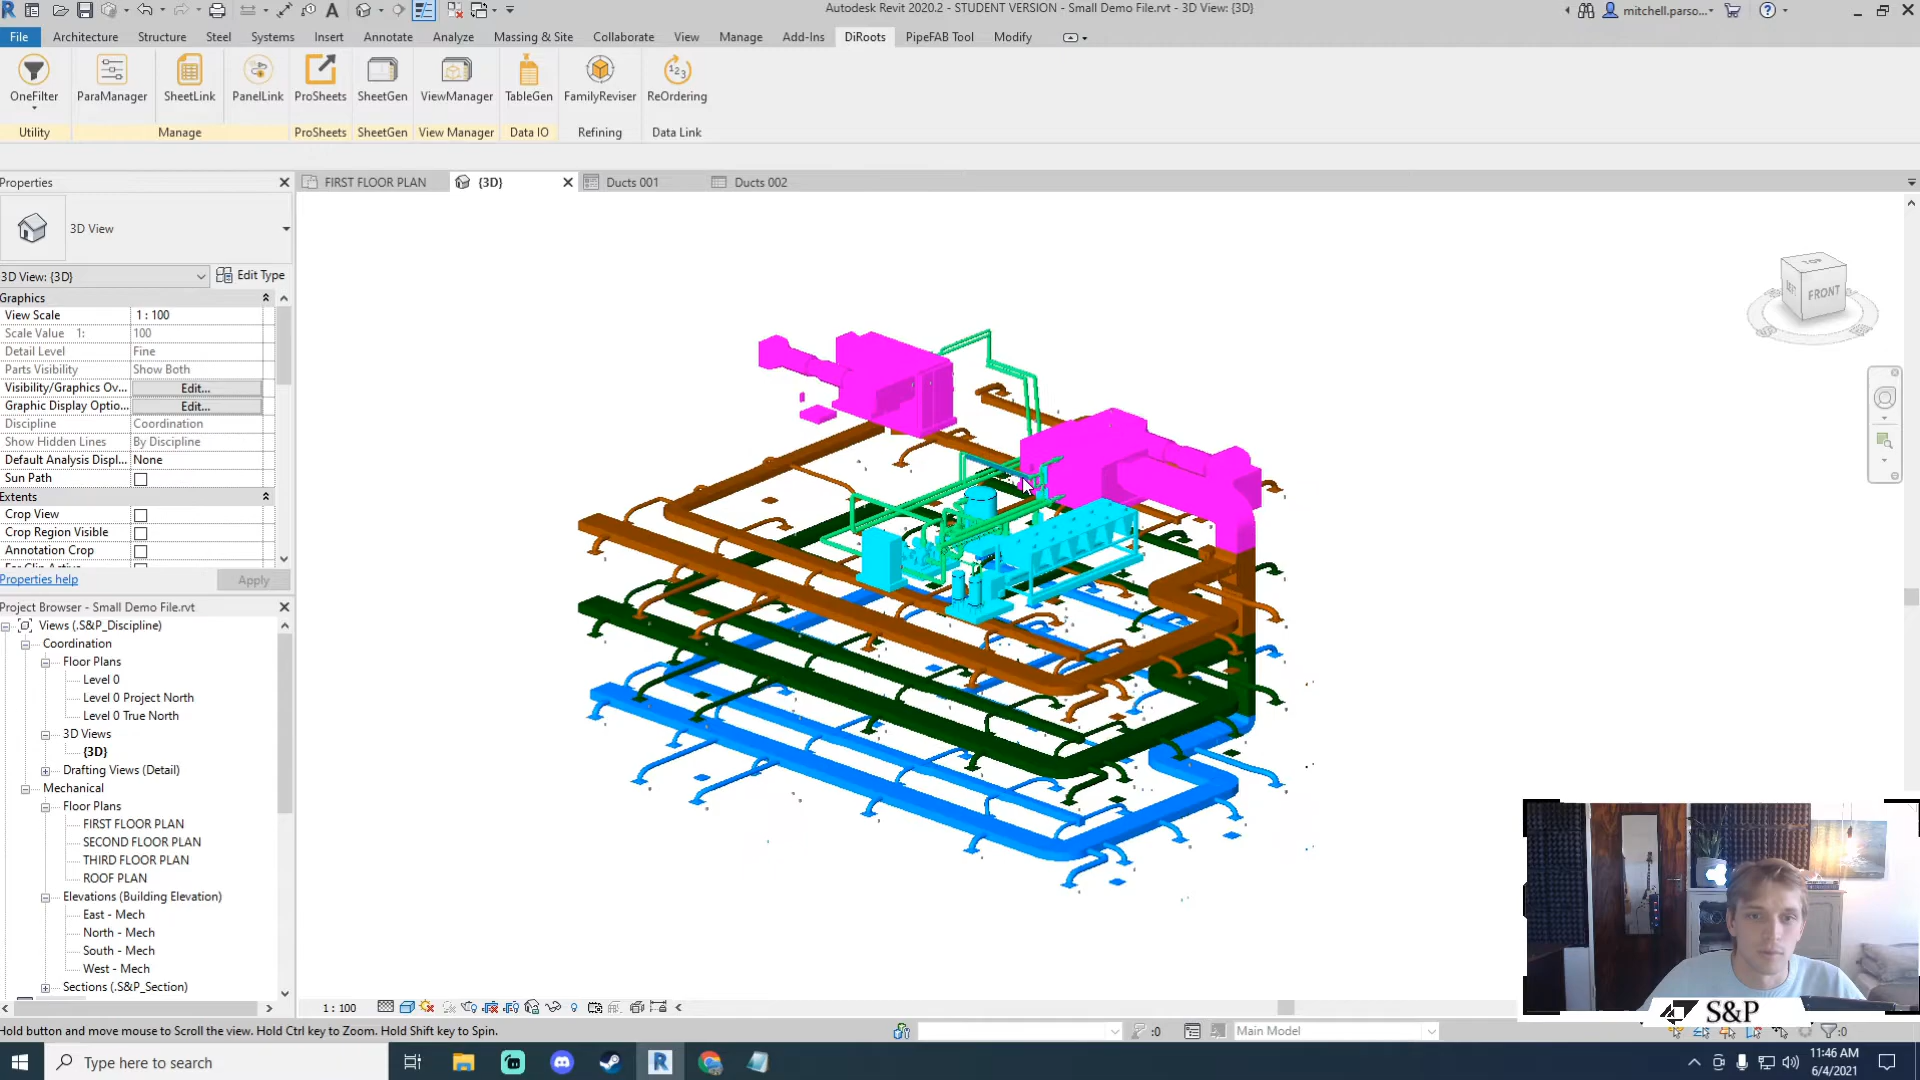 Autodesk Revit 2020.2 - STUDENT VERSION - Small Demo File.rvt - 3D View: {3D}
mitchell.parso...
File Architecture Structure Steel Systems Insert Annotate Analyze Massing & Site Collaborate View Manage Add-Ins DiRoots PipeFAB Tool Modify
OneFilter ParaManager SheetLink PanelLink ProSheets SheetGen ViewManager TableGen FamilyReviser ReOrdering
Utility Manage ProSheets SheetGen View Manager Data IO Refining Data Link
Properties
FIRST FLOOR PLAN {3D} Ducts 001 Ducts 002
3D View
3D View: {3D} Edit Type
Graphics
View Scale 1 : 100
Scale Value 1: 100
Detail Level Fine
Parts Visibility Show Both
Visibility/Graphics Ov... Edit...
Graphic Display Optio... Edit...
Discipline Coordination
Show Hidden Lines By Discipline
Default Analysis Displ... None
Sun Path
Extents
Crop View
Crop Region Visible
Annotation Crop
Properties help Apply
TOP
LEFT FRONT
Project Browser - Small Demo File.rvt
Views (.S&P_Discipline)
Coordination
Floor Plans
Level 0
Level 0 Project North
Level 0 True North
3D Views
{3D}
Drafting Views (Detail)
Mechanical
Floor Plans
FIRST FLOOR PLAN
SECOND FLOOR PLAN
THIRD FLOOR PLAN
ROOF PLAN
Elevations (Building Elevation)
East - Mech
North - Mech
South - Mech
West - Mech
Sections (.S&P_Section)
1 : 100
S&P
Hold button and move mouse to Scroll the view. Hold Ctrl key to Zoom. Hold Shift key to Spin.
:0
Main Model
:0
Type here to search
11:46 AM
6/4/2021